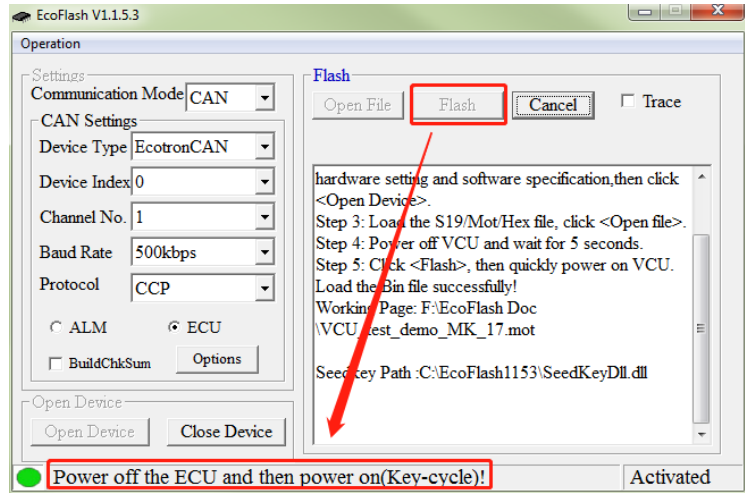 EcoFlash V1.1.5.3
Operation
Settings
Communication Mode CAN
CAN Settings
Device Type EcotronCAN
Device Index 0
Channel No. 1
Baud Rate 500kbps
Protocol CCP
ALM ECU
BuildChkSum Options
Open Device
Open Device Close Device
Flash
Open File Flash Cancel Trace
hardware setting and software specification,then click
<Open Device>.
Step 3: Load the S19/Mot/Hex file, click <Open file>.
Step 4: Power off VCU and wait for 5 seconds.
Step 5: Click <Flash>, then quickly power on VCU.
Load the Bin file successfully!
Working Page: F:\EcoFlash Doc
\VCU_test_demo_MK_17.mot
Seedkey Path :C:\EcoFlash1153\SeedKeyDll.dll
Power off the ECU and then power on(Key-cycle)! Activated